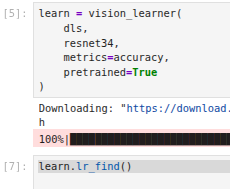 [5]: learn = vision_learner(
dls,
resnet34,
metrics=accuracy,
pretrained=True
)
Downloading: "https://download.
h
100%|
[7]: learn.lr_find()